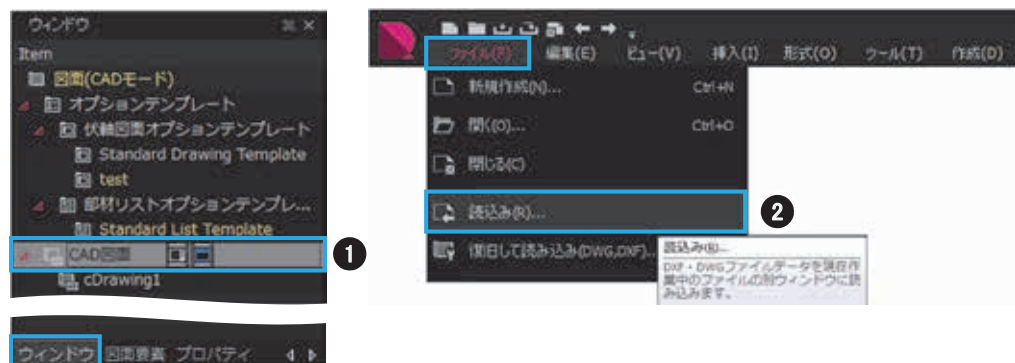 ウィンドウ
Item
図面(CADモード)
オプションテンプレート
伏軸図面オプションテンプレート
Standard Drawing Template
test
部材リストオプションテンプレ...
Standard List Template
CAD図面
cDrawing1
ウィンドウ 図面要素 プロパティ
1
ファイル(F) 編集(E) ビュー(V) 挿入(I) 形式(O) ツール(T) 作成(D)
新規作成(N)... Ctrl+N
開く(O)... Ctrl+O
閉じる(C)
読込み(R)...
2
復旧して読み込み(DWG,DXF)...
読込み(R)...
DXF・DWGファイルデータを現在作
業中のファイルの別ウィンドウに読
み込みます。